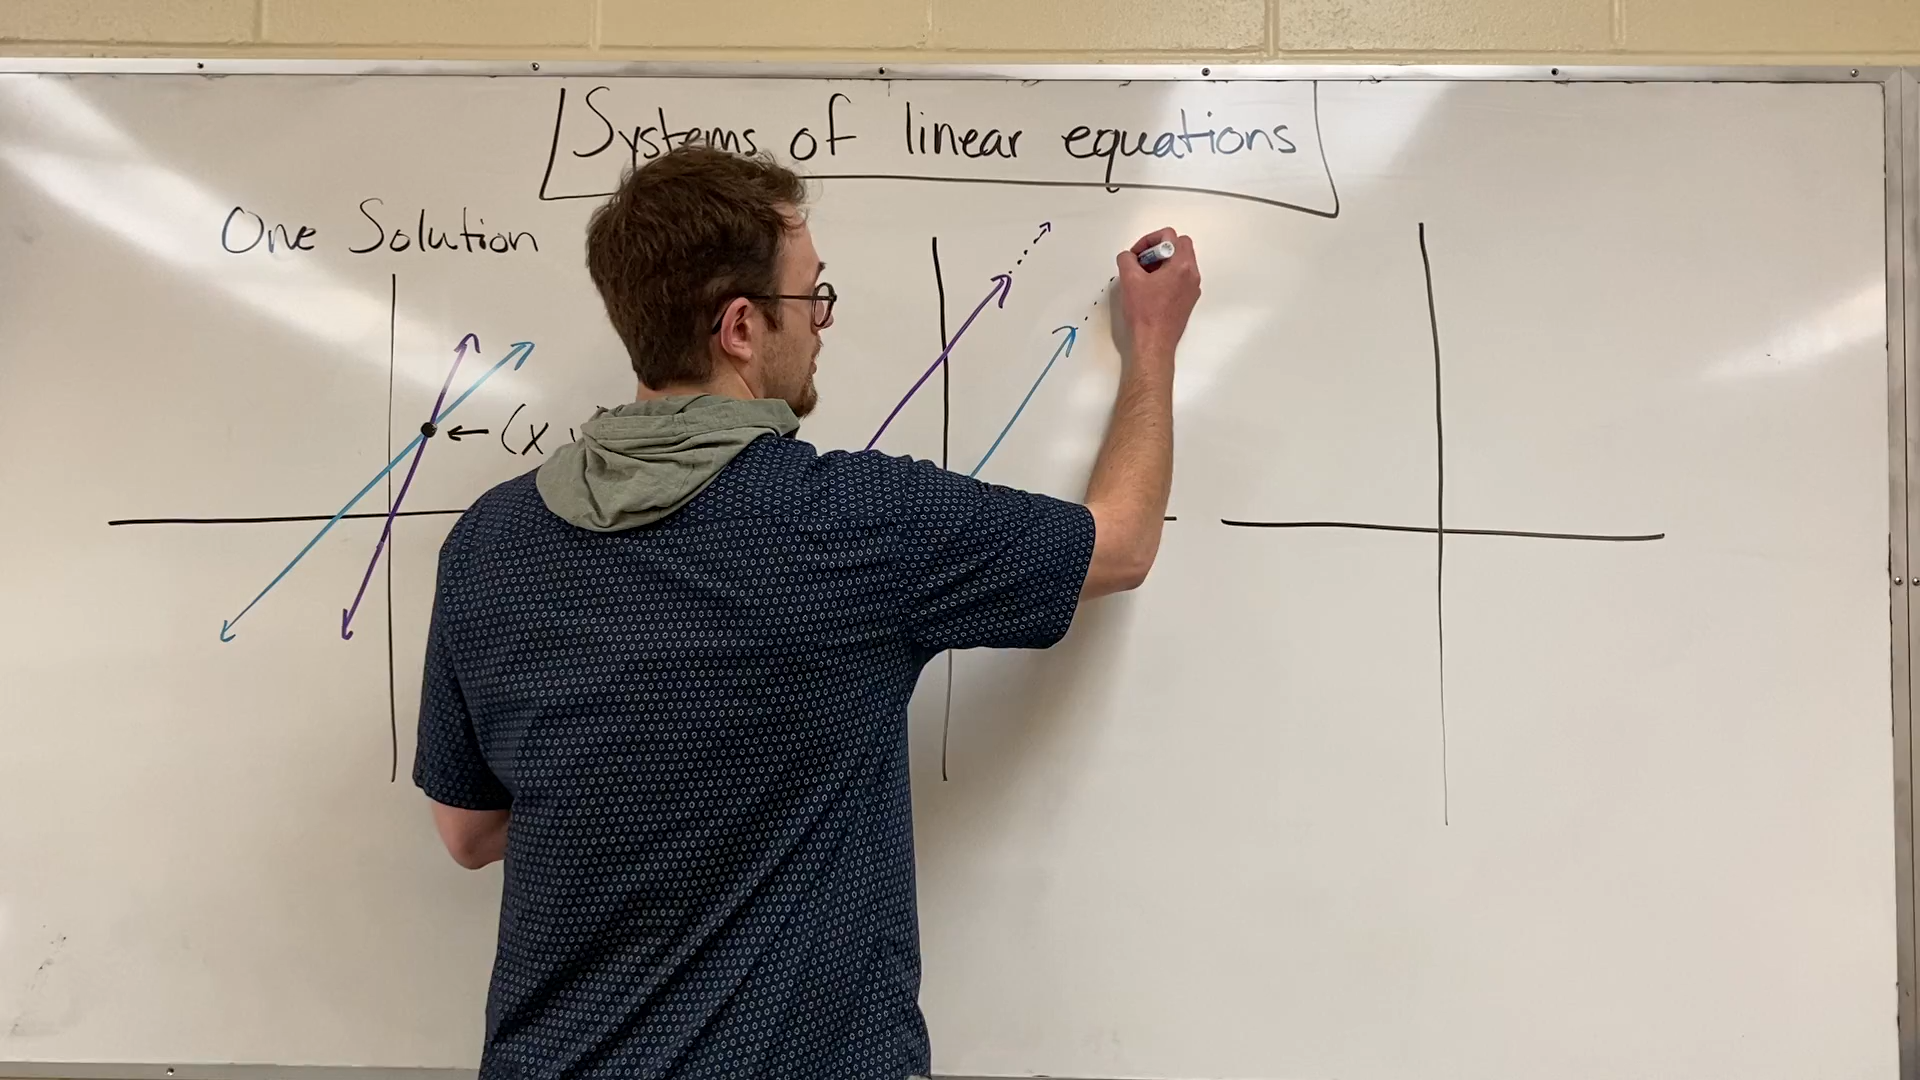 Systems of linear equations
One Solution
(x,